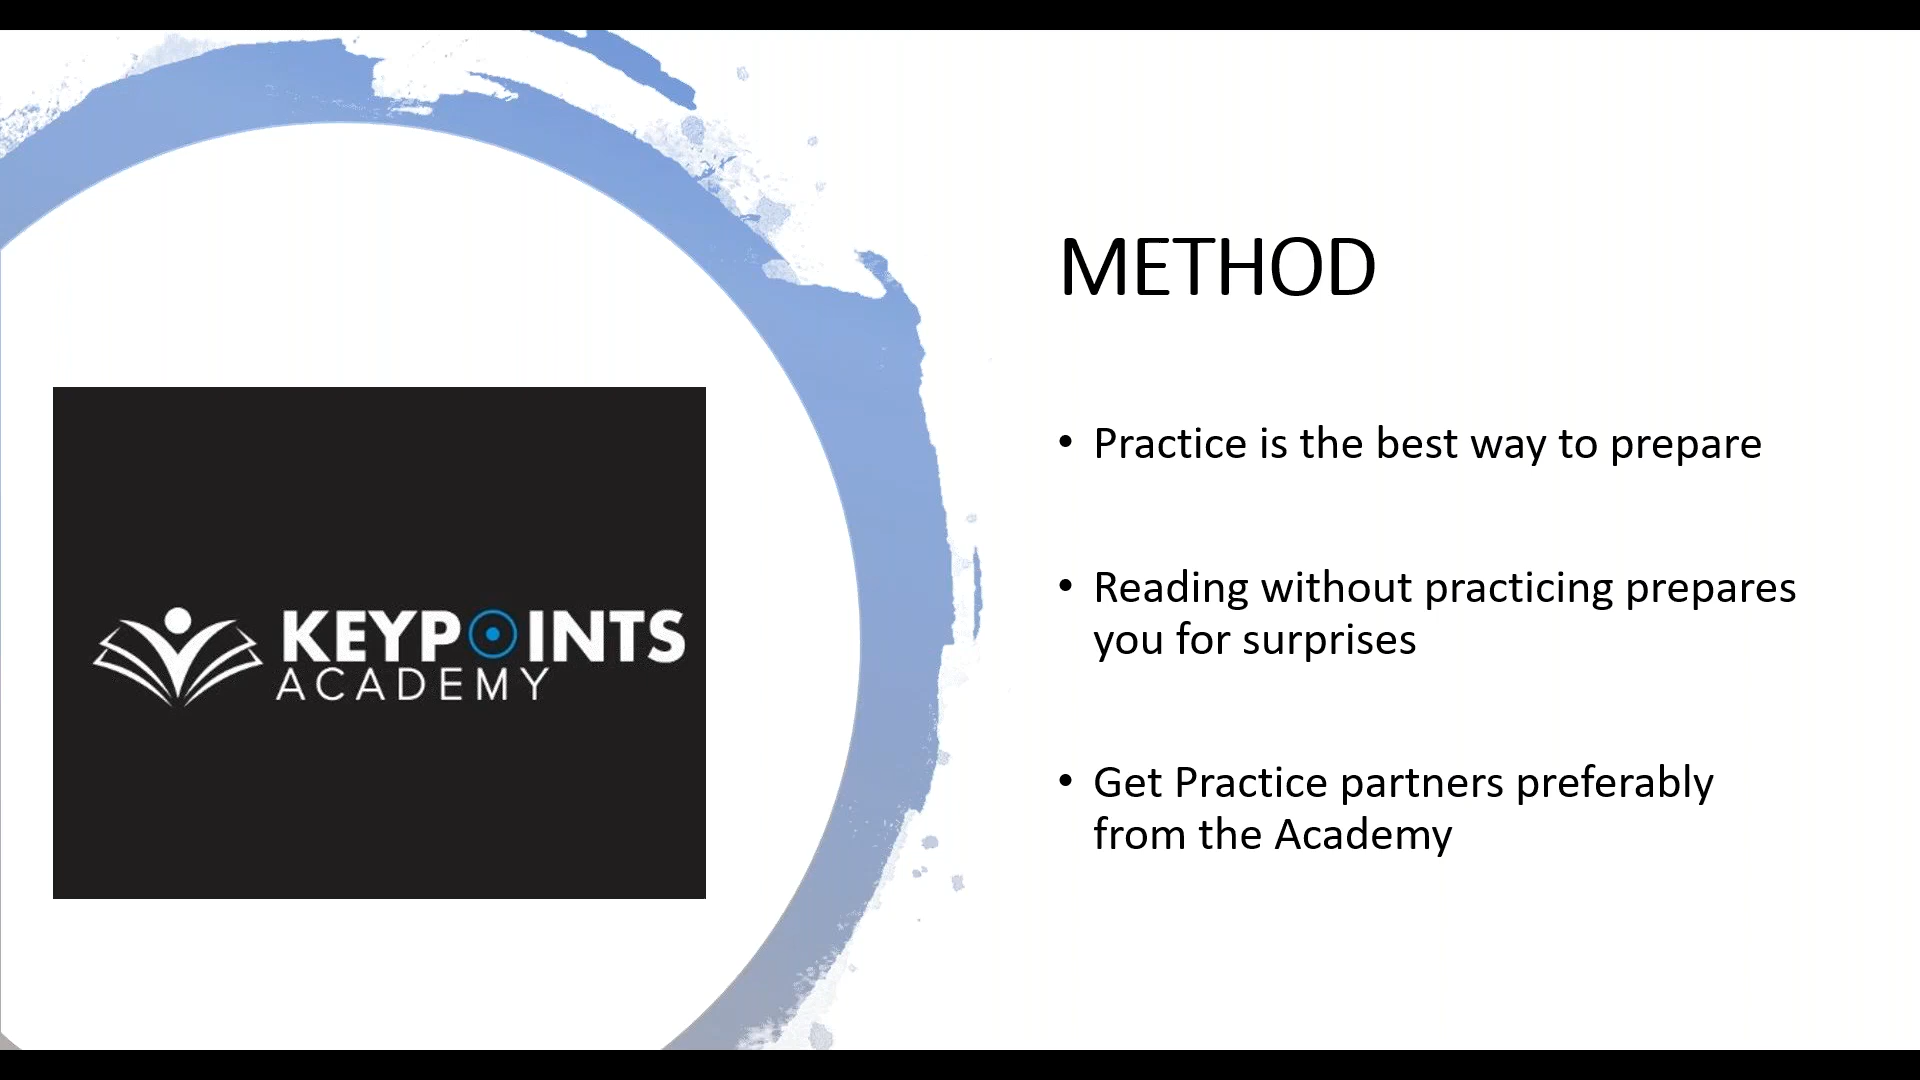 METHOD
• Practice is the best way to prepare
• Reading without practicing prepares
you for surprises
• Get Practice partners preferably
from the Academy
KEYPOINTS
ACADEMY